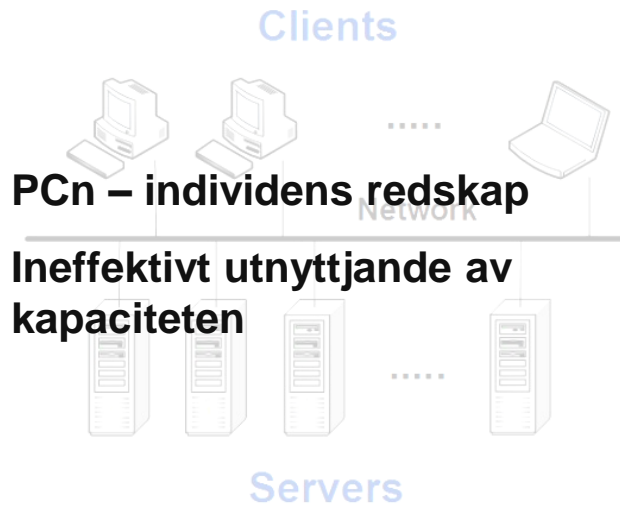 Clients
.....
PCn – individens redskap
Network
Ineffektivt utnyttjande av
kapaciteten
.....
Servers